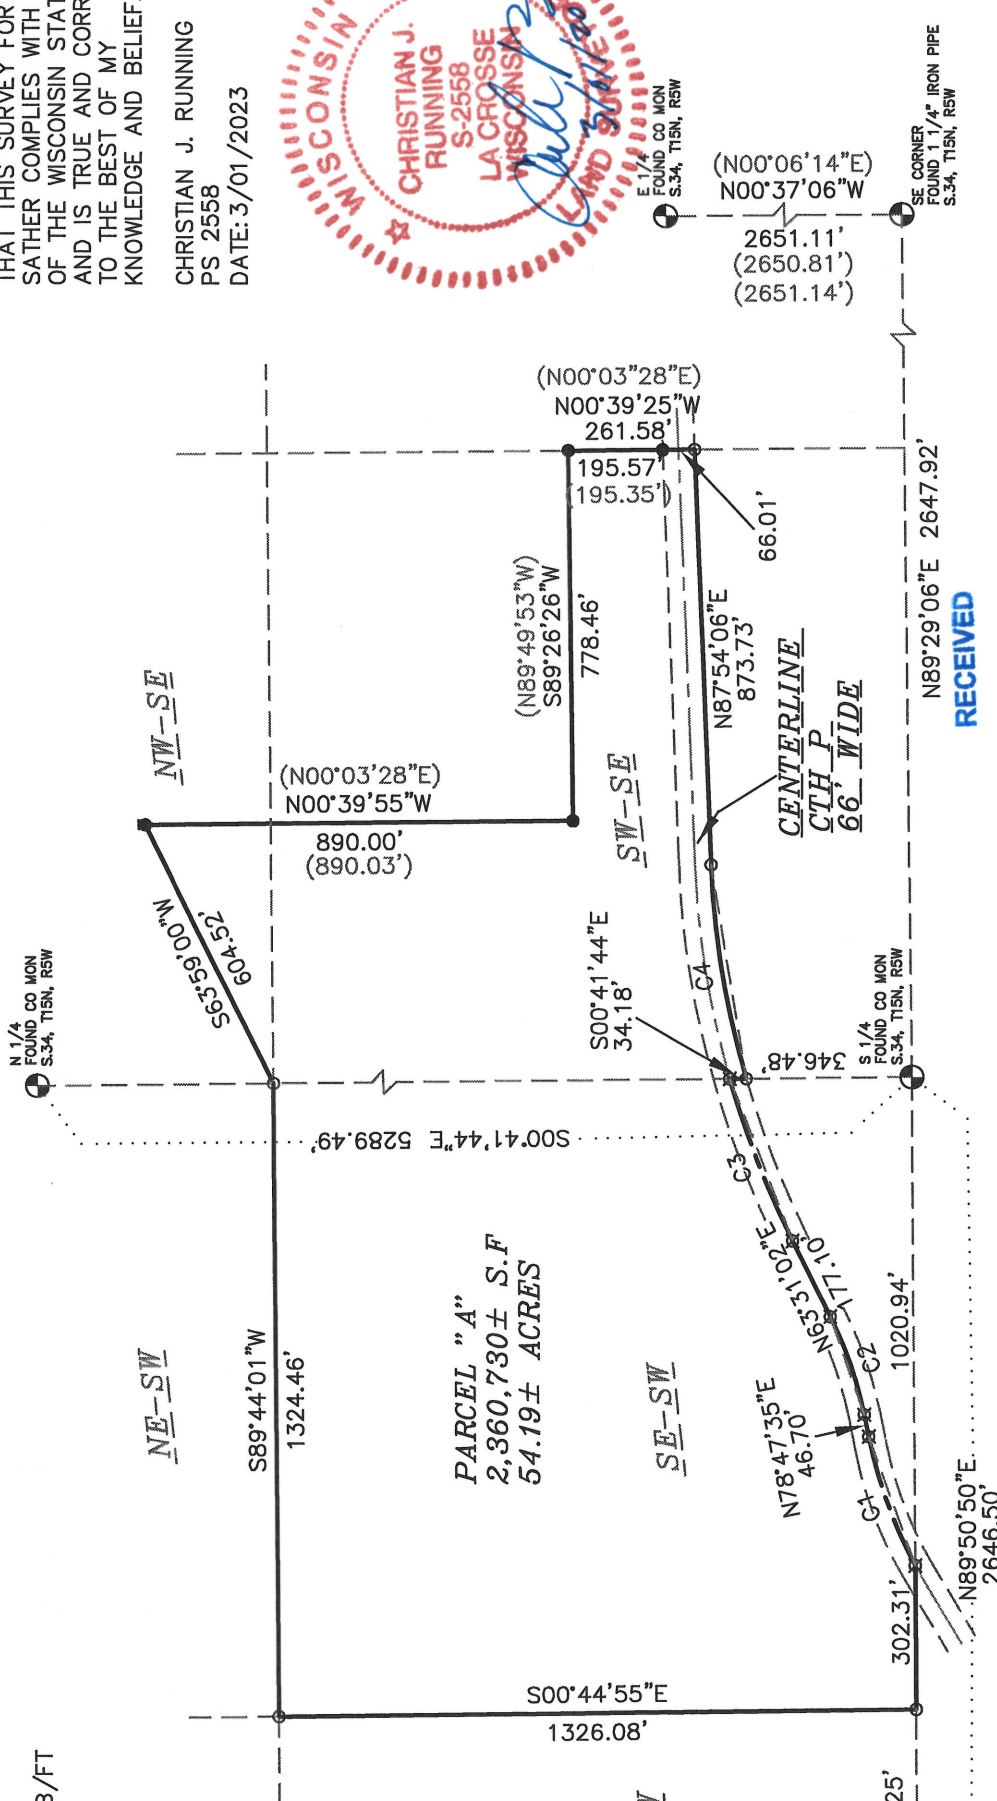 THAT THIS SURVEY FOR
SATHER COMPLIES WITH
OF THE WISCONSIN STAT
AND IS TRUE AND CORR
TO THE BEST OF MY
KNOWLEDGE AND BELIEF.
CHRISTIAN J. RUNNING
PS 2558
DATE: 3/01/2023
WISCONSIN
CHRISTIAN J.
RUNNING
S-2558
LA CROSSE
WISCONSIN
LAND
E 1/4
FOUND CO MON
S.34, T15N, R5W
(N00°06'14"E)
N00°37'06"W
2651.11'
(2650.81')
(2651.14')
SE CORNER
FOUND 1 1/4" IRON PIPE
S.34, T15N, R5W
(N00°03"28"E)
N00°39'25"W
261.58'
195.57'
(195.35')
66.01'
(N89°49'53"W)
S89°26'26"W
778.46'
N87°54'06"E
873.73'
N89°29'06"E 2647.92'
RECEIVED
NW-SE
(N00°03'28"E)
N00°39'55"W
890.00'
(890.03')
SW-SE
CENTERLINE
CTH P
66' WIDE
S63°59'00"W
604.52'
N 1/4
FOUND CO MON
S.34, T15N, R5W
S00°41'44"E
34.18'
C4
346.48'
S 1/4
FOUND CO MON
S.34, T15N, R5W
S00°41'44"E 5289.49'
C3
N63°31'02"E
177.10'
C2
1020.94'
NE-SW
S89°44'01"W
1324.46'
PARCEL "A"
2,360,730± S.F
54.19± ACRES
SE-SW
N78°47'35"E
46.70'
C1
N89°50'50"E
2646.50'
302.31'
S00°44'55"E
1326.08'
/FT
25'